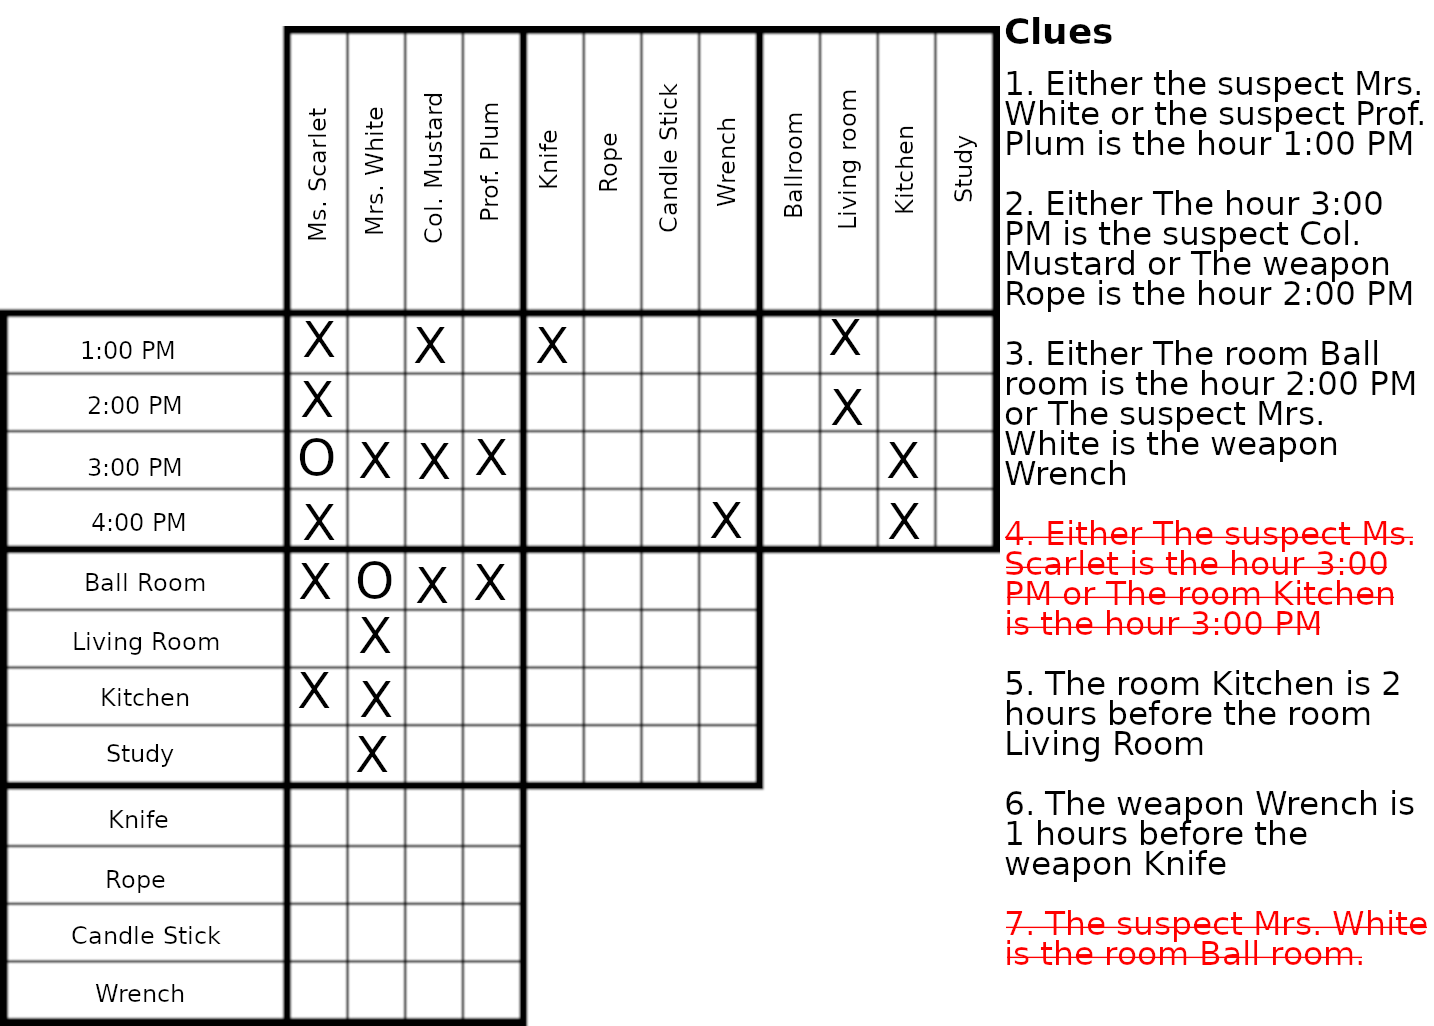 Clues
1. Either the suspect Mrs.
White or the suspect Prof.
Plum is the hour 1:00 PM
2. Either The hour 3:00
PM is the suspect Col.
Mustard or The weapon
Rope is the hour 2:00 PM
3. Either The room Ball
room is the hour 2:00 PM
or The suspect Mrs.
White is the weapon
Wrench
4. Either The suspect Ms.
Scarlet is the hour 3:00
PM or The room Kitchen
is the hour 3:00 PM
5. The room Kitchen is 2
hours before the room
Living Room
6. The weapon Wrench is
1 hours before the
weapon Knife
7. The suspect Mrs. White
is the room Ball room.
Ms. Scarlet
Mrs. White
Col. Mustard
Prof. Plum
Knife
Rope
Candle Stick
Wrench
Ballroom
Living room
Kitchen
Study
1:00 PM X X X X
2:00 PM X X
3:00 PM O X X X X
4:00 PM X X X
Ball Room X O X X
Living Room X
Kitchen X X
Study X
Knife
Rope
Candle Stick
Wrench